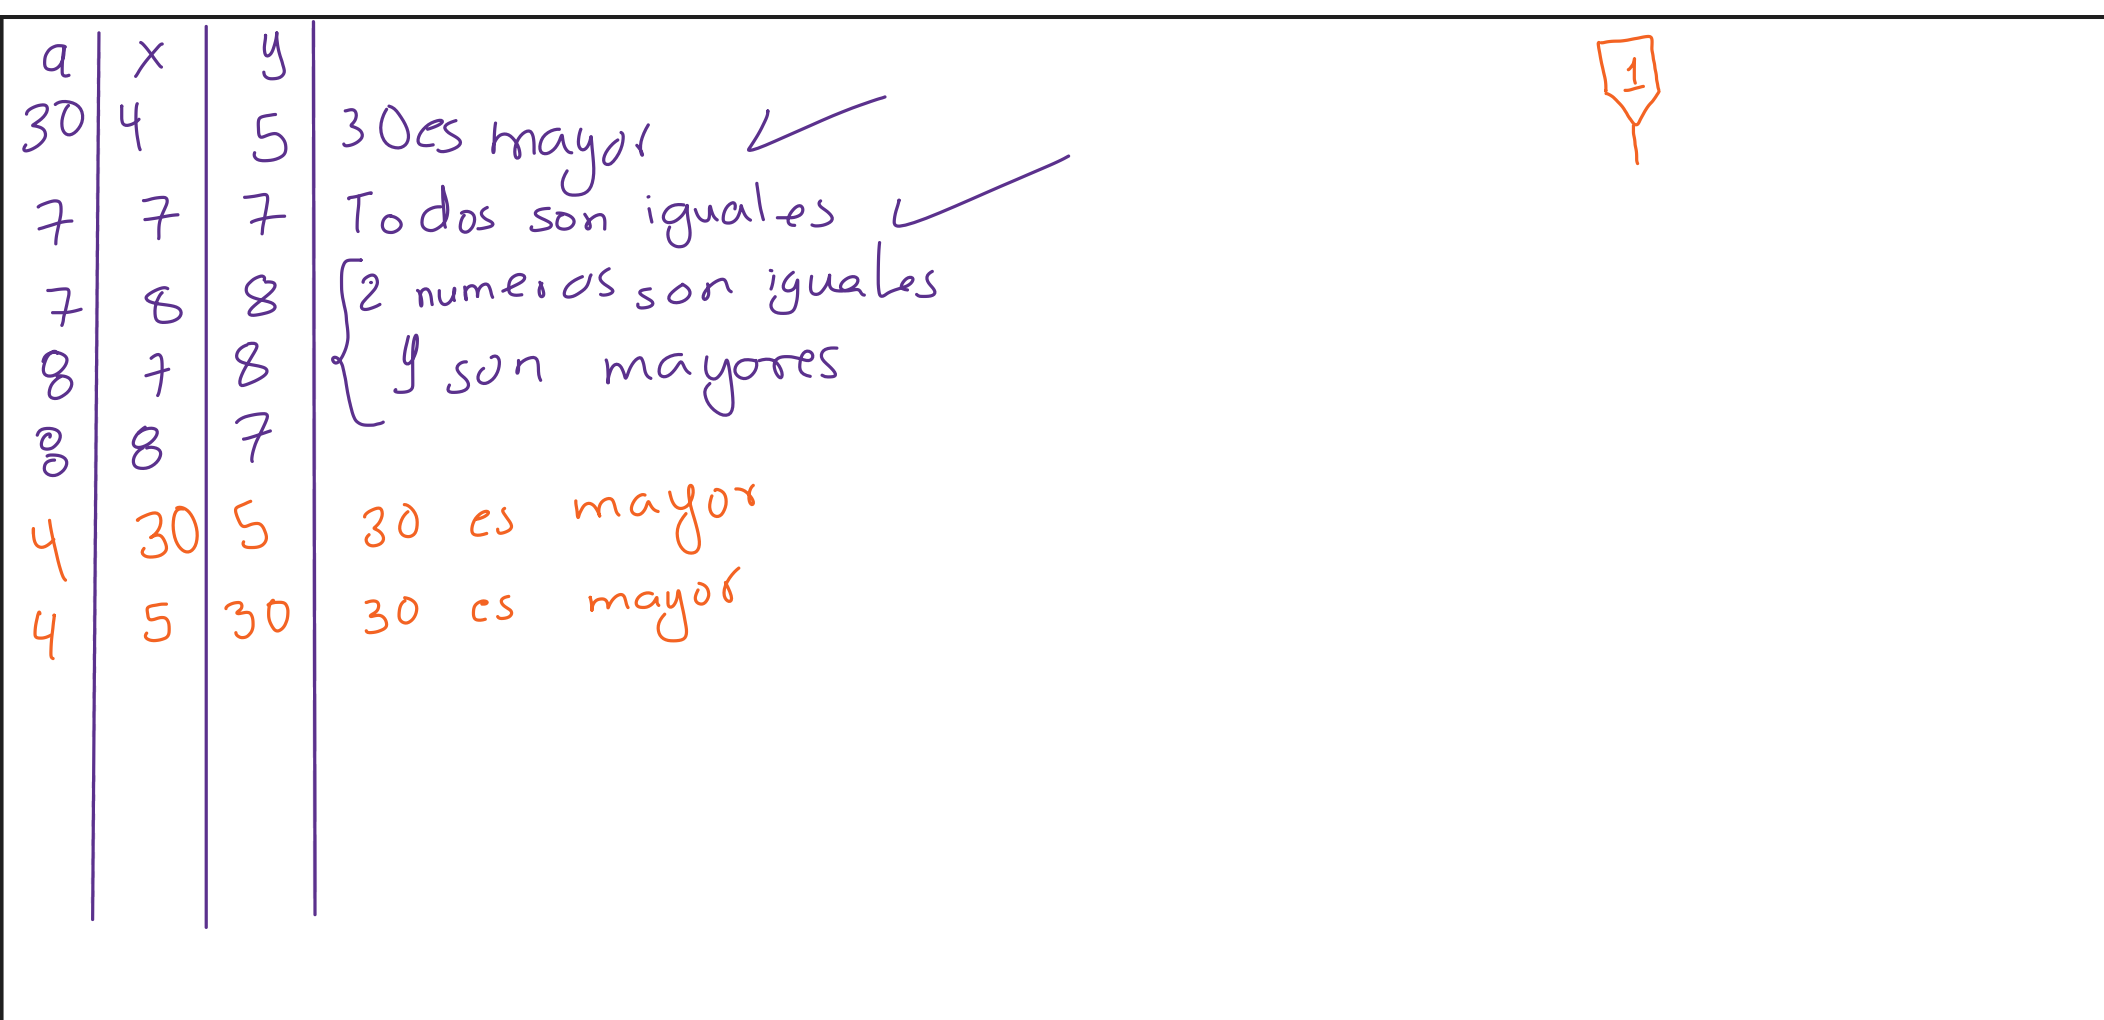 a x y
1
30 4 5 30 es mayor
7 7 7 Todos son iguales
7 8 8 2 numeros son iguales
8 7 8 y son mayores
8 8 7
4 30 5 30 es mayor
4 5 30 30 es mayor